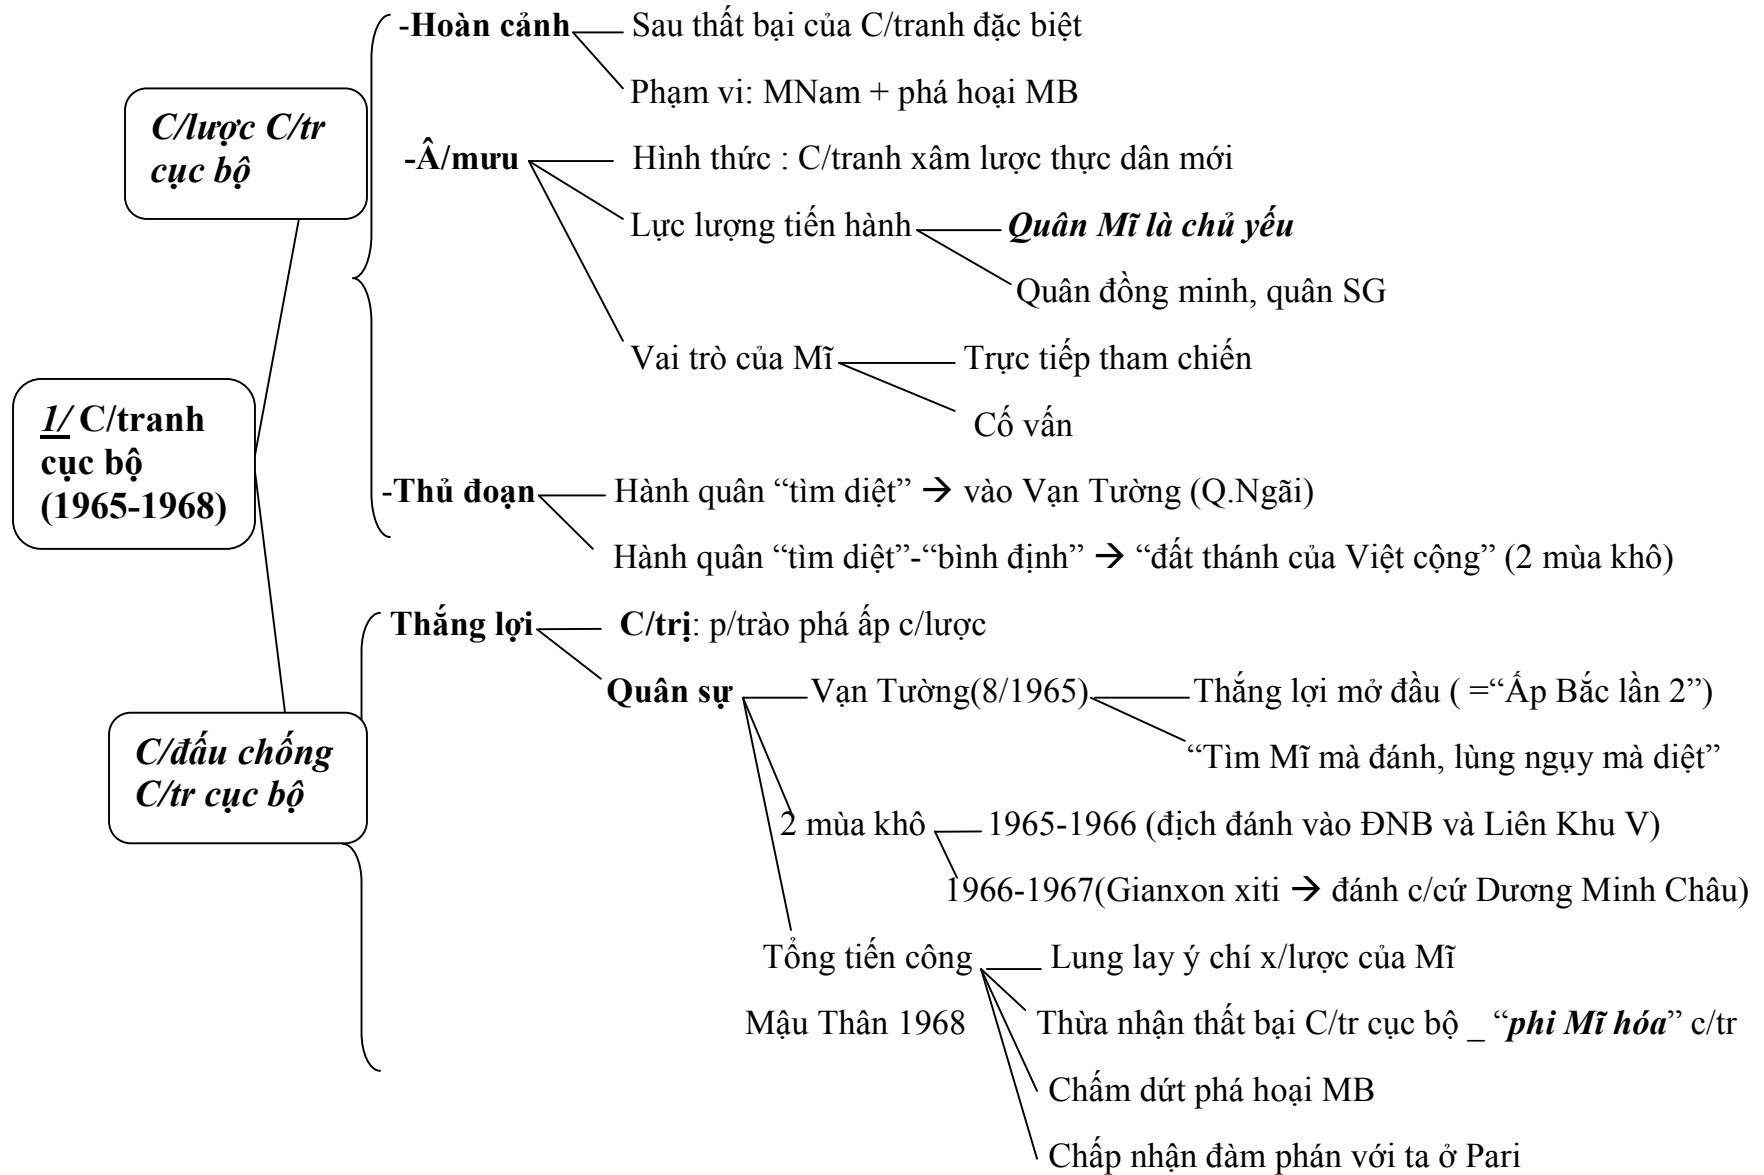 -Hoàn cảnh Sau thất bại của C/tranh đặc biệt
Phạm vi: MNam + phá hoại MB
C/lược C/tr
cục bộ
-Â/mưu Hình thức : C/tranh xâm lược thực dân mới
Lực lượng tiến hành Quân Mĩ là chủ yếu
Quân đồng minh, quân SG
Vai trò của Mĩ Trực tiếp tham chiến
Cố vấn
1/ C/tranh
cục bộ
(1965-1968)
-Thủ đoạn Hành quân “tìm diệt” → vào Vạn Tường (Q.Ngãi)
Hành quân “tìm diệt”-“bình định” → “đất thánh của Việt cộng” (2 mùa khô)
Thắng lợi C/trị: p/trào phá ấp c/lược
Quân sự Vạn Tường(8/1965) Thắng lợi mở đầu ( =“Ấp Bắc lần 2”)
“Tìm Mĩ mà đánh, lùng ngụy mà diệt”
C/đấu chống
C/tr cục bộ
2 mùa khô 1965-1966 (địch đánh vào ĐNB và Liên Khu V)
1966-1967(Gianxon xiti → đánh c/cứ Dương Minh Châu)
Tổng tiến công Lung lay ý chí x/lược của Mĩ
Mậu Thân 1968 Thừa nhận thất bại C/tr cục bộ _ “phi Mĩ hóa” c/tr
Chấm dứt phá hoại MB
Chấp nhận đàm phán với ta ở Pari